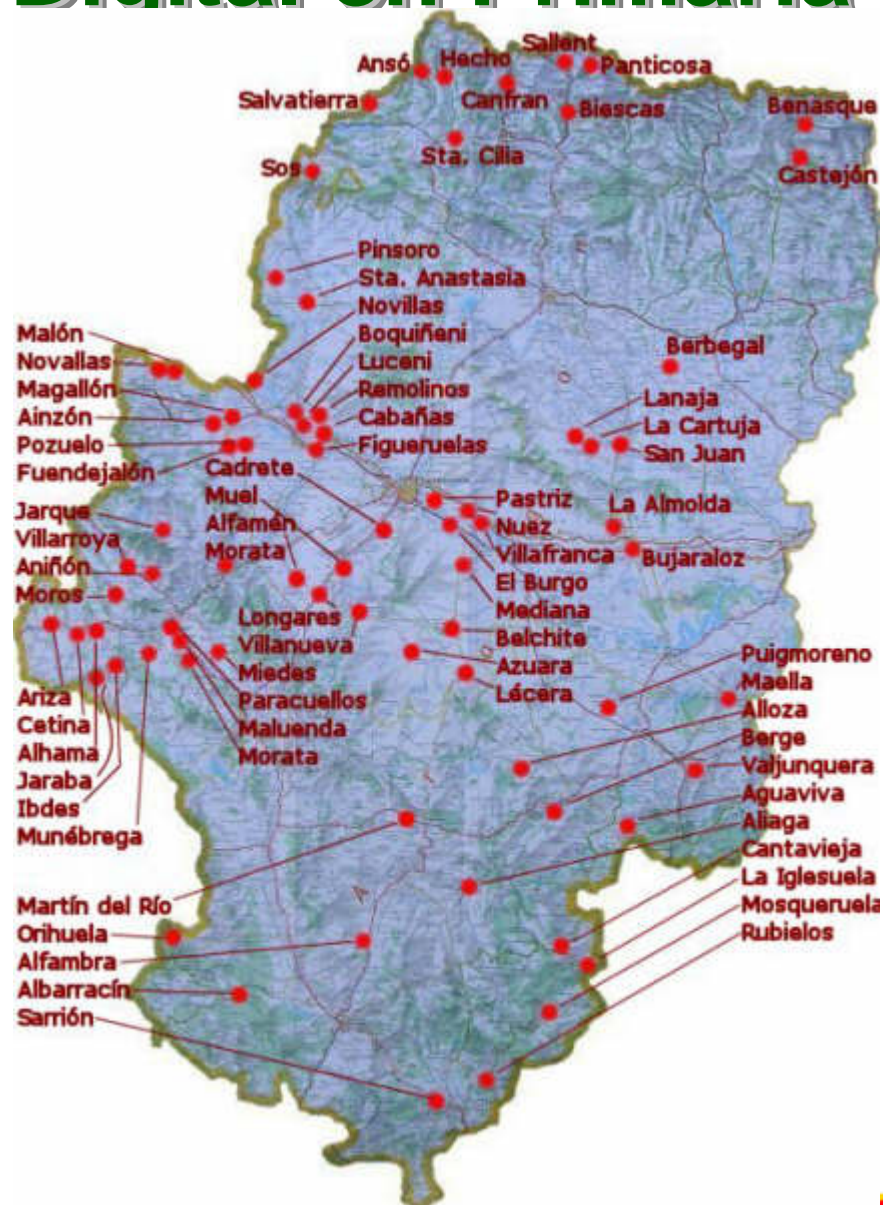 Digital en Primaria
Sallent
Ansó
Hecho
Panticosa
Salvatierra
Canfran
Biescas
Benasque
Sta. Cilia
Sos
Castejón
Pinsoro
Sta. Anastasia
Novillas
Malón
Boquiñeni
Novallas
Luceni
Berbegal
Magallón
Remolinos
Lanaja
Ainzón
Cabañas
La Cartuja
Pozuelo
Figueruelas
San Juan
Fuendejalón
Cadrete
Muel
Pastriz
La Almolda
Jarque
Alfamén
Nuez
Villarroya
Morata
Villafranca
Bujaraloz
Aniñón
El Burgo
Moros
Longares
Mediana
Villanueva
Belchite
Miedes
Azuara
Puigmoreno
Ariza
Paracuellos
Lécera
Maella
Cetina
Maluenda
Alloza
Alhama
Morata
Berge
Jaraba
Valjunquera
Ibdes
Aguaviva
Munébrega
Aliaga
Cantavieja
Martín del Río
La Iglesuela
Orihuela
Mosqueruela
Alfambra
Rubielos
Albarracín
Sarrión